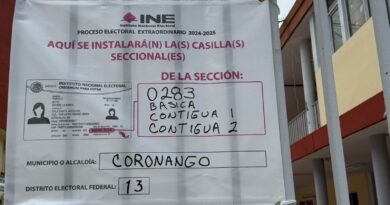 INE
Instituto Nacional Electoral
PROCESO ELECTORAL EXTRAORDINARIO 2024-2025
AQUÍ SE INSTALARÁ(N) LA(S) CASILLA(S)
SECCIONAL(ES)
DE LA SECCIÓN:
INSTITUTO NACIONAL ELECTORAL
CREDENCIAL PARA VOTAR
0283
BASICA
CONTIGUA 1
CONTIGUA 2
MUNICIPIO O ALCALDÍA:
CORONANGO
DISTRITO ELECTORAL FEDERAL:
13